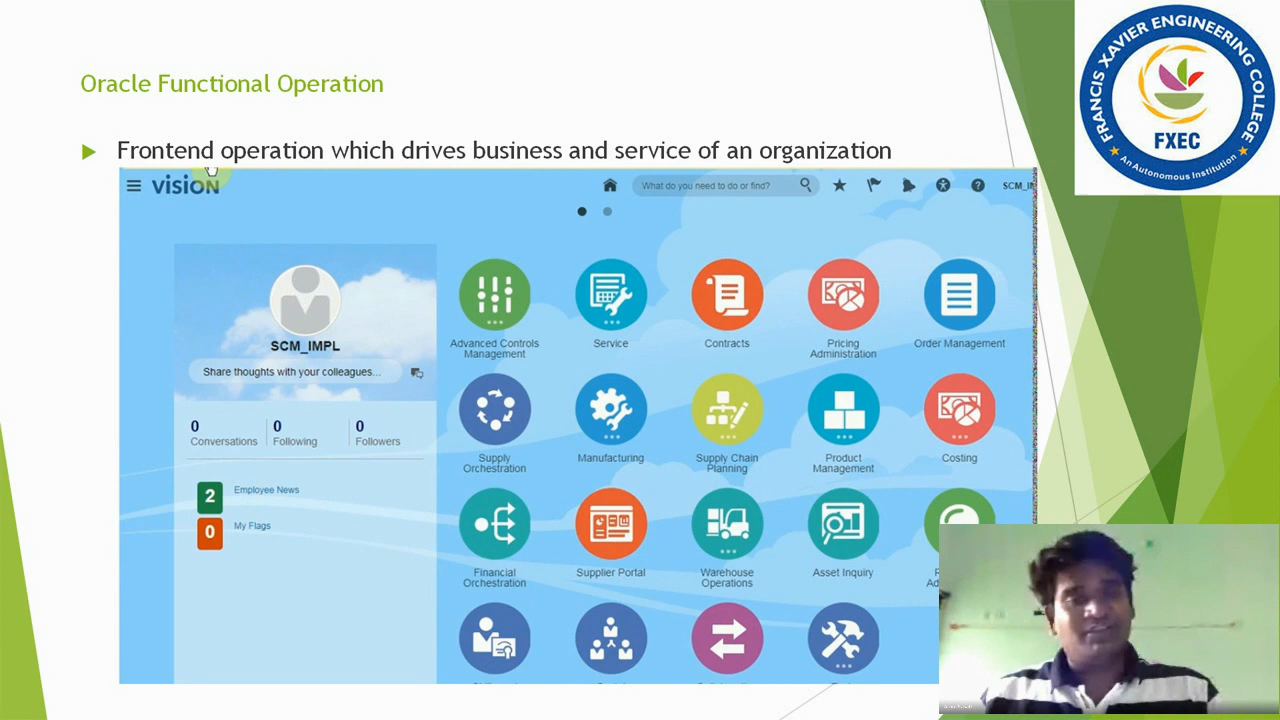 Oracle Functional Operation
Frontend operation which drives business and service of an organization
FRANCIS XAVIER ENGINEERING COLLEGE
FXEC
An Autonomous Institution
VISION
What do you need to do or find?
SCM_IM
SCM_IMPL
Share thoughts with your colleagues...
0 0 0
Conversations Following Followers
2 Employee News
0 My Flags
Advanced Controls
Management
Service
Contracts
Pricing
Administration
Order Management
Supply
Orchestration
Manufacturing
Supply Chain
Planning
Product
Management
Costing
Financial
Orchestration
Supplier Portal
Warehouse
Operations
Asset Inquiry